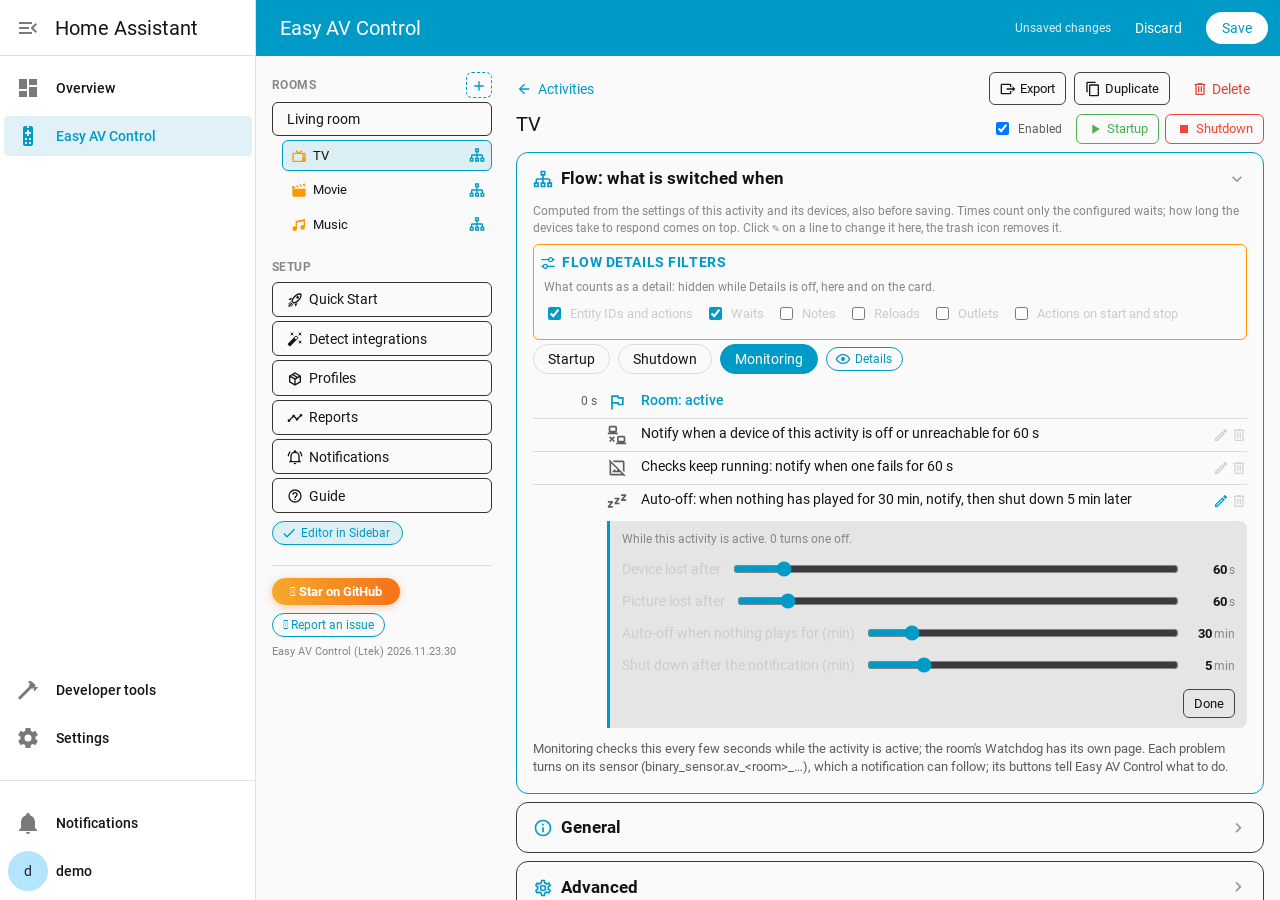 Home Assistant
Easy AV Control
Unsaved changes
Discard
Save
Overview
Easy AV Control
Developer tools
Settings
Notifications
d
demo
ROOMS
+
Living room
TV
Movie
Music
SETUP
Quick Start
Detect integrations
Profiles
Reports
Notifications
Guide
Editor in Sidebar
Star on GitHub
Report an issue
Easy AV Control (Ltek) 2026.11.23.30
Activities
Export
Duplicate
Delete
TV
Enabled
Startup
Shutdown
Flow: what is switched when
Computed from the settings of this activity and its devices, also before saving. Times count only the configured waits; how long the
devices take to respond comes on top. Click ✎ on a line to change it here, the trash icon removes it.
FLOW DETAILS FILTERS
What counts as a detail: hidden while Details is off, here and on the card.
Entity IDs and actions
Waits
Notes
Reloads
Outlets
Actions on start and stop
Startup
Shutdown
Monitoring
Details
0 s
Room: active
Notify when a device of this activity is off or unreachable for 60 s
Checks keep running: notify when one fails for 60 s
Auto-off: when nothing has played for 30 min, notify, then shut down 5 min later
While this activity is active. 0 turns one off.
Device lost after
60 s
Picture lost after
60 s
Auto-off when nothing plays for (min)
30 min
Shut down after the notification (min)
5 min
Done
Monitoring checks this every few seconds while the activity is active; the room's Watchdog has its own page. Each problem
turns on its sensor (binary_sensor.av_<room>_…), which a notification can follow; its buttons tell Easy AV Control what to do.
General
Advanced